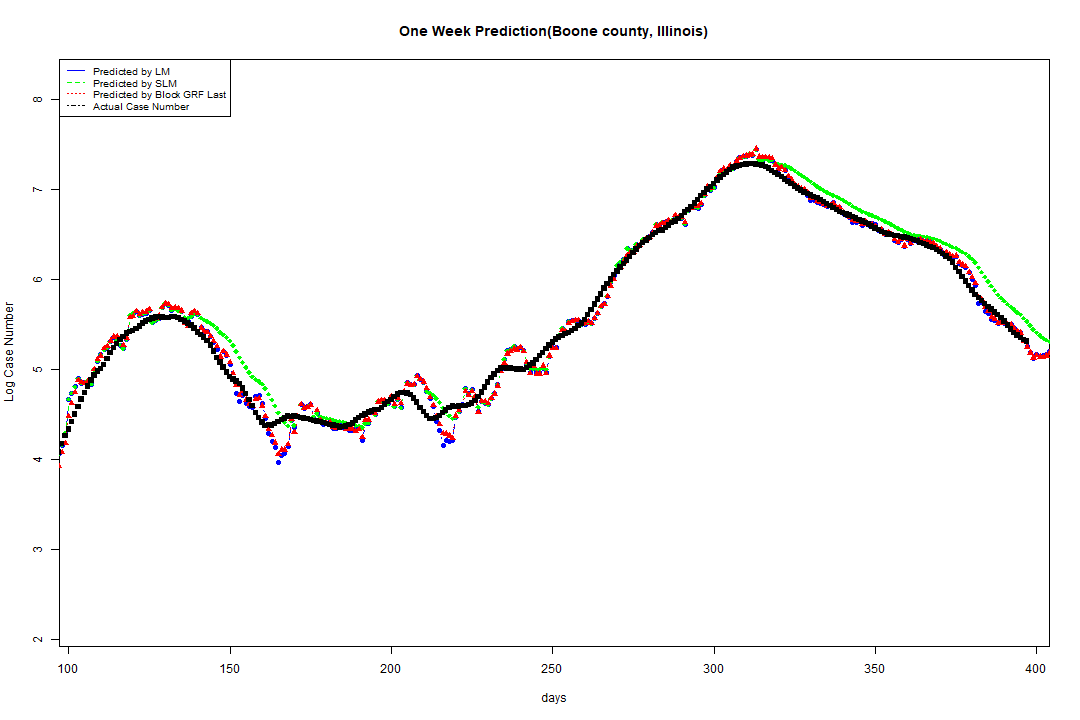 One Week Prediction(Boone county, Illinois)
Predicted by LM
Predicted by SLM
Predicted by Block GRF Last
Actual Case Number
8
7
6
5
4
3
2
Log Case Number
100 150 200 250 300 350 400
days